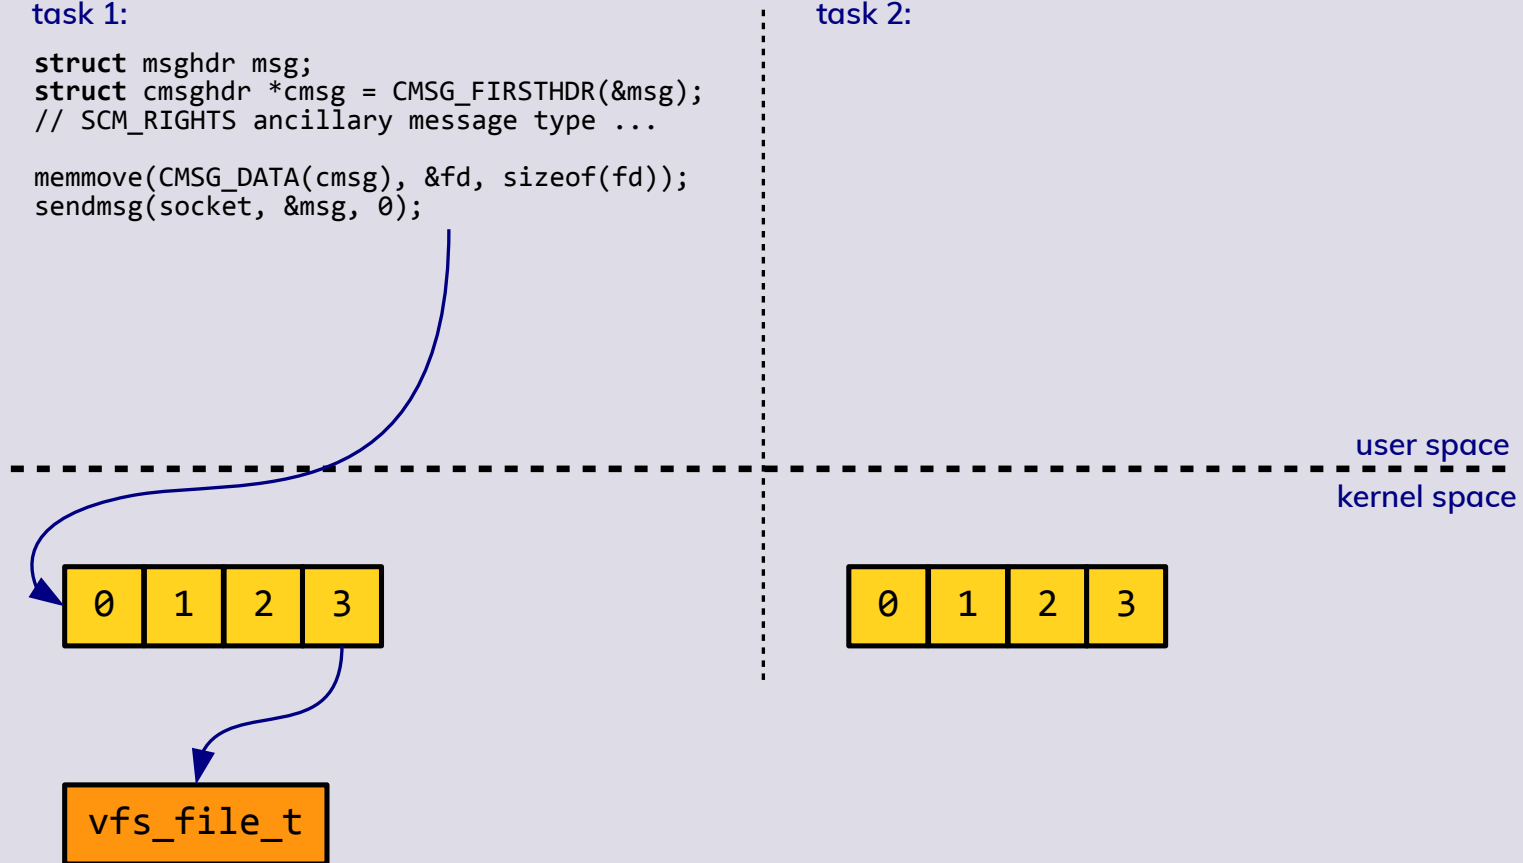 task 1:
task 2:
struct msghdr msg;
struct cmsghdr *cmsg = CMSG_FIRSTHDR(&msg);
// SCM_RIGHTS ancillary message type ...
memmove(CMSG_DATA(cmsg), &fd, sizeof(fd));
sendmsg(socket, &msg, 0);
user space
kernel space
0 1 2 3
0 1 2 3
vfs_file_t